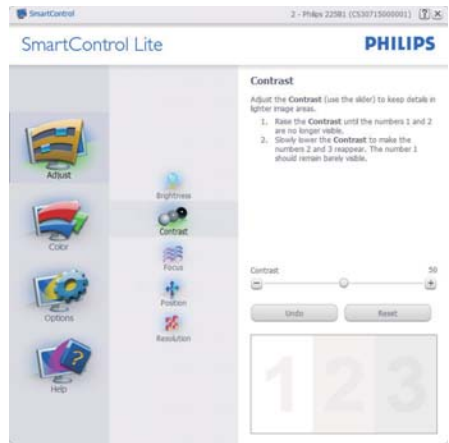 SmartControl
2 - Philips 225B1 (CS30715000001)
SmartControl Lite
PHILIPS
Adjust
Color
Options
Help
Brightness
Contrast
Focus
Position
Resolution
Contrast
Adjust the Contrast (use the slider) to keep details in
lighter image areas.
1. Raise the Contrast until the numbers 1 and 2
are no longer visible.
2. Slowly lower the Contrast to make the
numbers 2 and 3 reappear. The number 1
should remain barely visible.
Contrast 50
Undo Reset
1 2 3